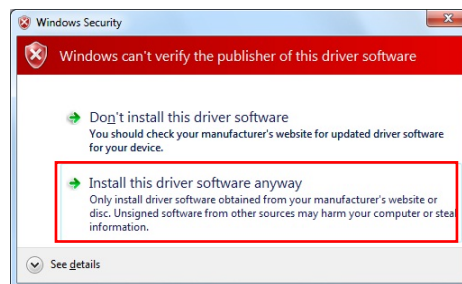 Windows Security
Windows can't verify the publisher of this driver software
Don't install this driver software
You should check your manufacturer's website for updated driver software
for your device.
Install this driver software anyway
Only install driver software obtained from your manufacturer's website or
disc. Unsigned software from other sources may harm your computer or steal
information.
See details